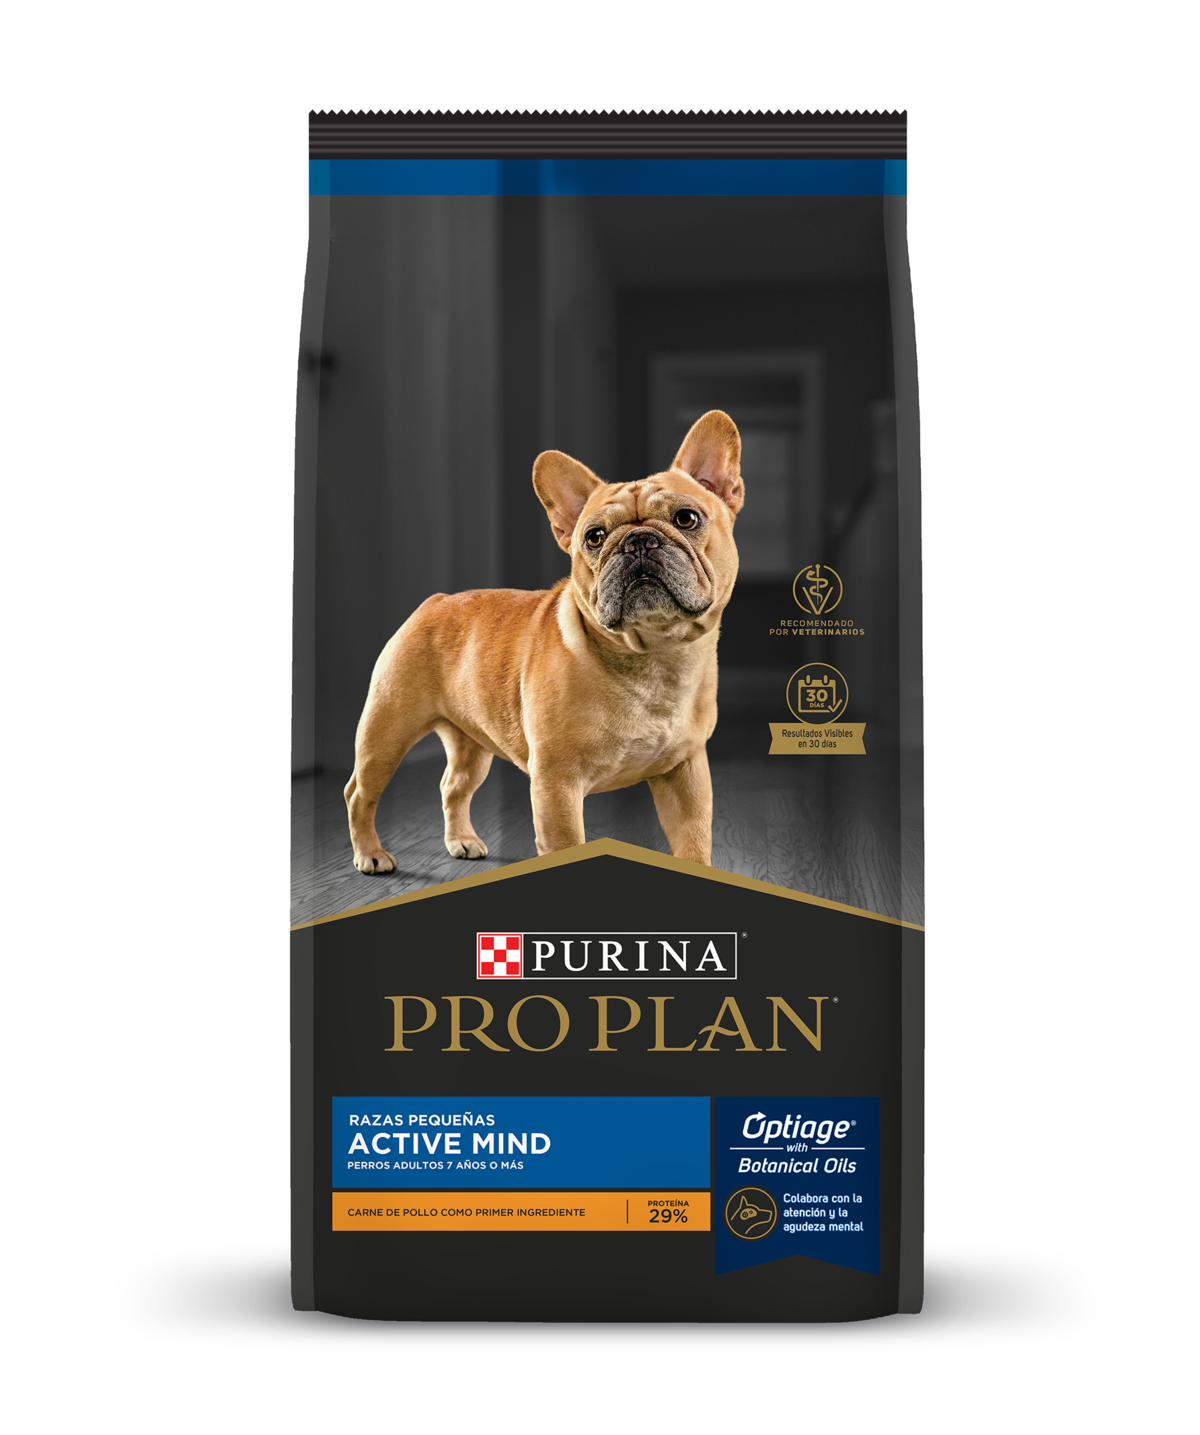 RECOMENDADO
POR VETERINARIOS
30
DÍAS
Resultados Visibles
en 30 días
PURINA®
PRO PLAN®
RAZAS PEQUEÑAS
ACTIVE MIND
PERROS ADULTOS 7 AÑOS O MÁS
CARNE DE POLLO COMO PRIMER INGREDIENTE
PROTEÍNA
29%
Optiage®
with
Botanical Oils
Colabora con la
atención y la
agudeza mental